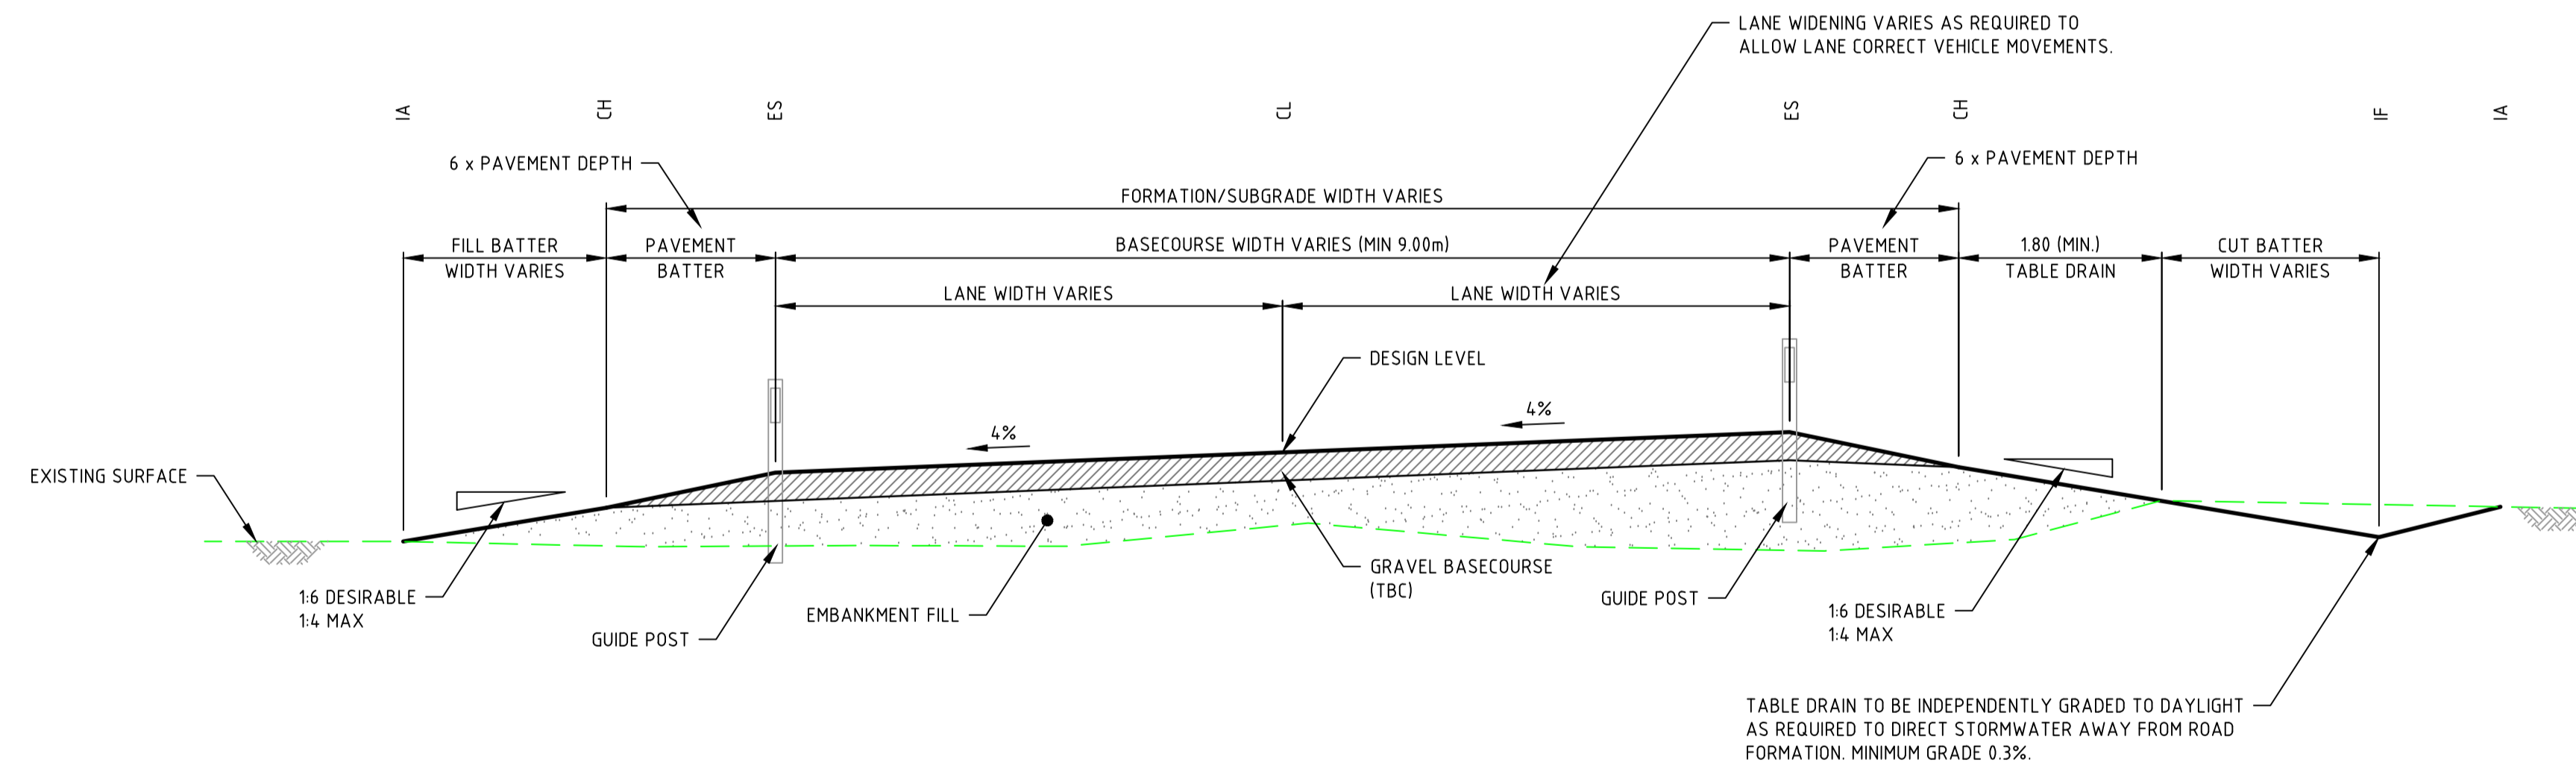 LANE WIDENING VARIES AS REQUIRED TO
ALLOW LANE CORRECT VEHICLE MOVEMENTS.
IA
CH
ES
CL
ES
CH
IF
IA
6 x PAVEMENT DEPTH
6 x PAVEMENT DEPTH
FORMATION/SUBGRADE WIDTH VARIES
FILL BATTER
WIDTH VARIES
PAVEMENT
BATTER
BASECOURSE WIDTH VARIES (MIN 9.00m)
PAVEMENT
BATTER
1.80 (MIN.)
TABLE DRAIN
CUT BATTER
WIDTH VARIES
LANE WIDTH VARIES
LANE WIDTH VARIES
DESIGN LEVEL
4%
4%
EXISTING SURFACE
1:6 DESIRABLE
1:4 MAX
GUIDE POST
EMBANKMENT FILL
GRAVEL BASECOURSE
(TBC)
GUIDE POST
1:6 DESIRABLE
1:4 MAX
TABLE DRAIN TO BE INDEPENDENTLY GRADED TO DAYLIGHT
AS REQUIRED TO DIRECT STORMWATER AWAY FROM ROAD
FORMATION. MINIMUM GRADE 0.3%.